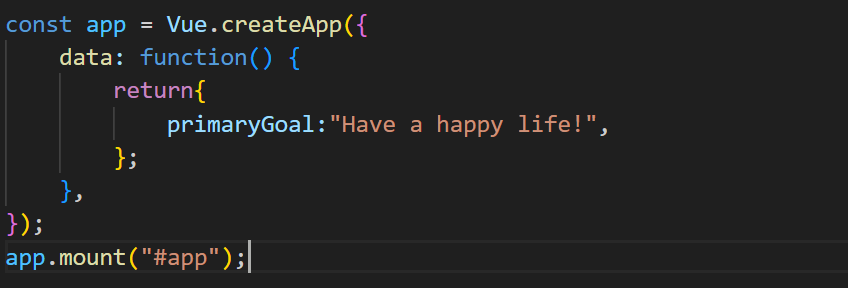 const app = Vue.createApp({
    data: function() {
        return{
            primaryGoal:"Have a happy life!",
        };
    },
});
app.mount("#app");